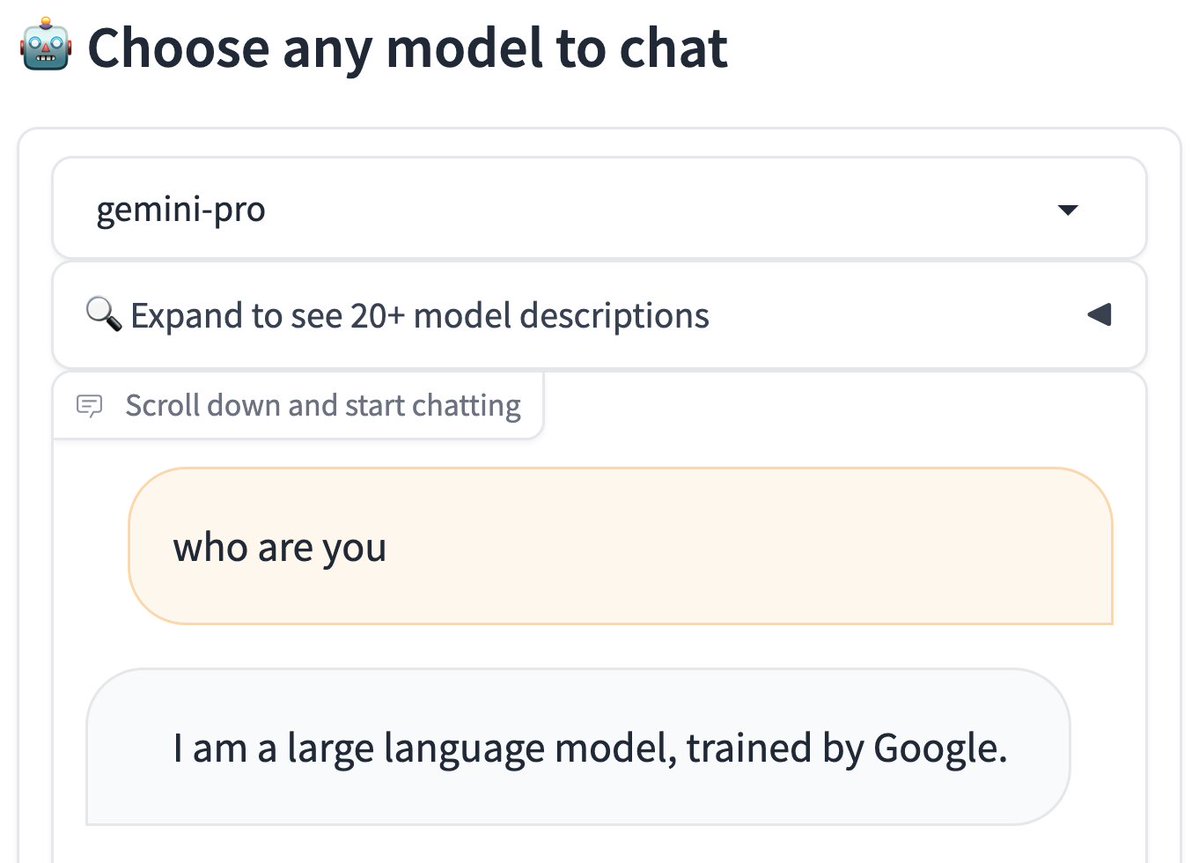 🤖 Choose any model to chat
gemini-pro
🔍 Expand to see 20+ model descriptions
Scroll down and start chatting
who are you
I am a large language model, trained by Google.